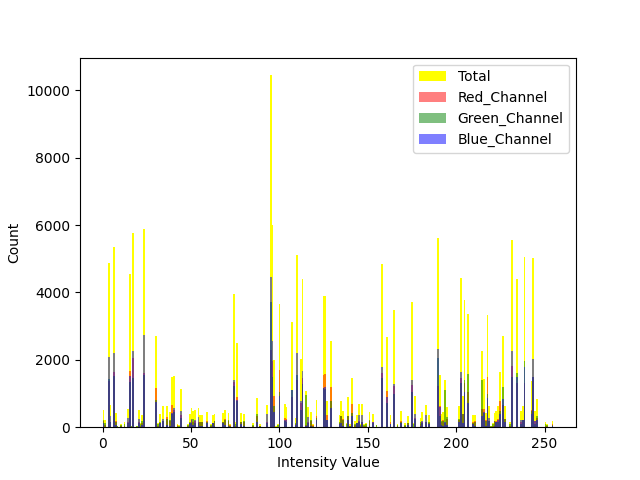 Total
Red_Channel
Green_Channel
Blue_Channel
Count
10000
8000
6000
4000
2000
0
0 50 100 150 200 250
Intensity Value